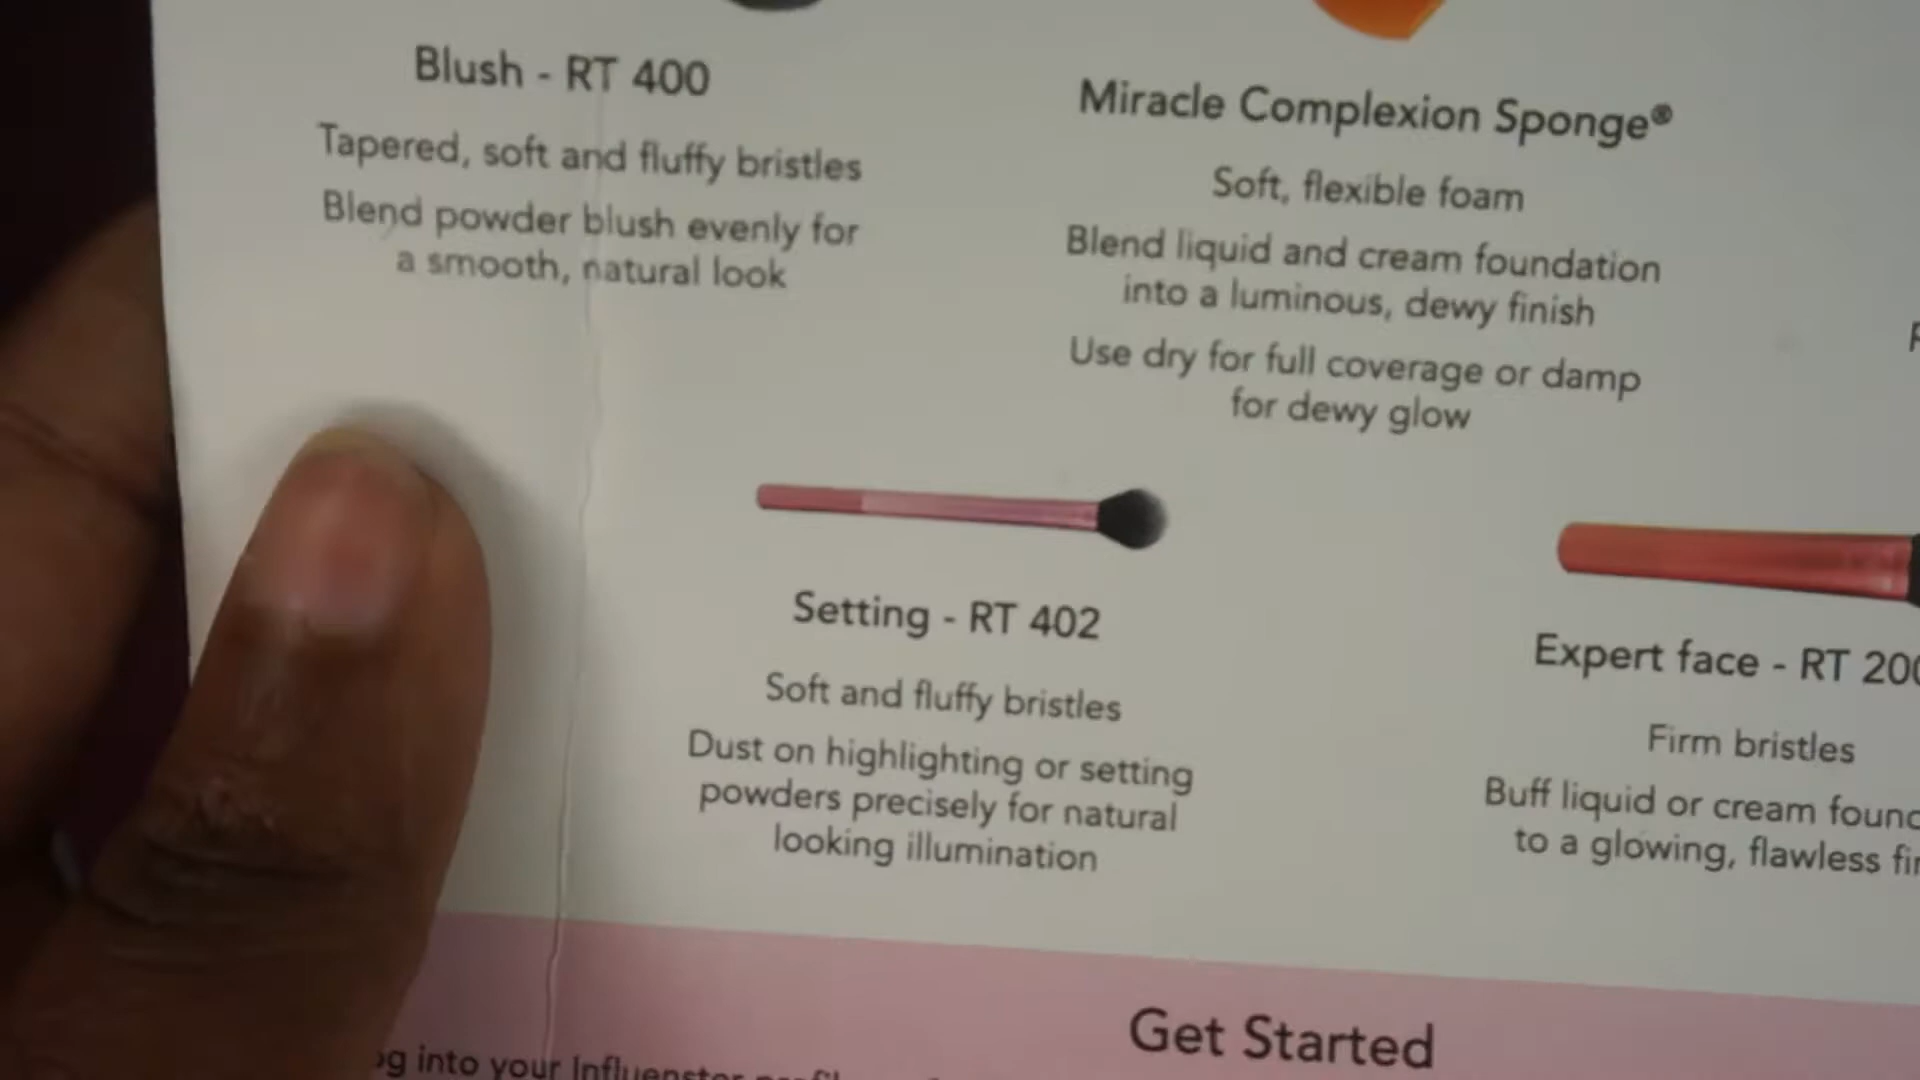 Blush - RT 400
Tapered, soft and fluffy bristles
Blend powder blush evenly for
a smooth, natural look
Miracle Complexion Sponge®
Soft, flexible foam
Blend liquid and cream foundation
into a luminous, dewy finish
Use dry for full coverage or damp
for dewy glow
Setting - RT 402
Soft and fluffy bristles
Dust on highlighting or setting
powders precisely for natural
looking illumination
Expert face - RT 200
Firm bristles
Buff liquid or cream
to a glowing, flawless
Get Started
into your Influenster